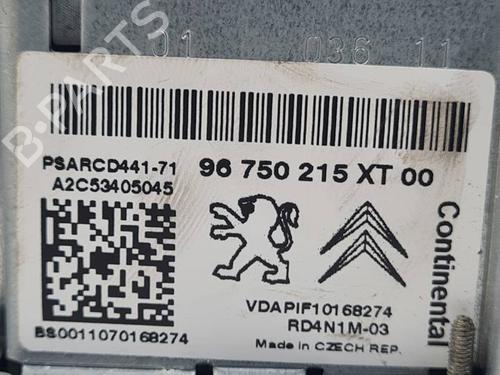 01 036 11
B-PARTS
PSARCD441-71
A2C53405045
96 750 215 XT 00
Continental
VDAPIF10168274
RD4N1M-03
BS0011070168274
Made in CZECH REP.